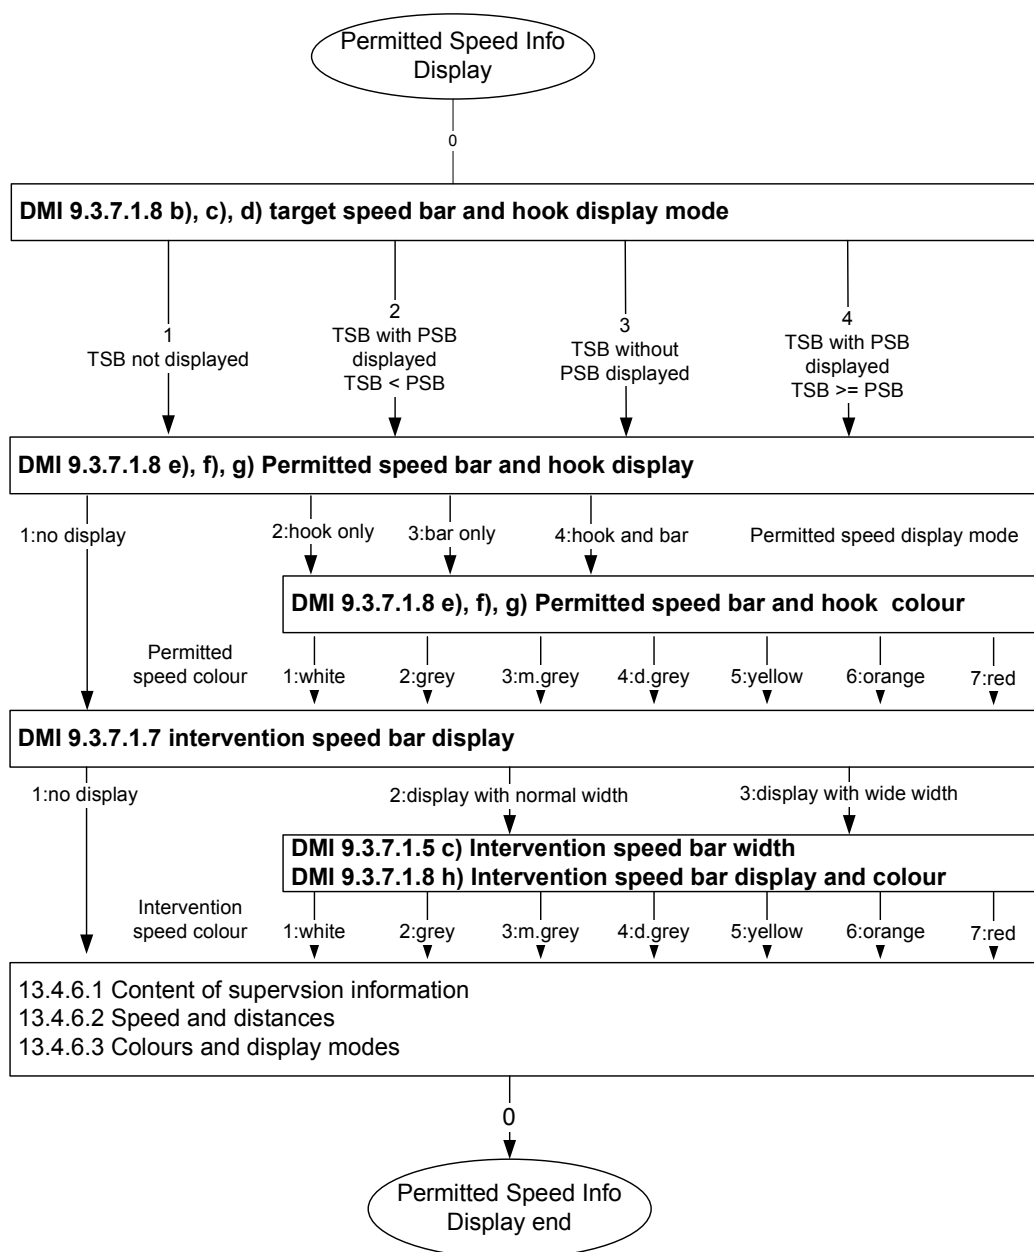 Permitted Speed Info
Display
0
DMI 9.3.7.1.8 b), c), d) target speed bar and hook display mode
1
TSB not displayed
2
TSB with PSB
displayed
TSB < PSB
3
TSB without
PSB displayed
4
TSB with PSB
displayed
TSB >= PSB
DMI 9.3.7.1.8 e), f), g) Permitted speed bar and hook display
1:no display
2:hook only
3:bar only
4:hook and bar
Permitted speed display mode
DMI 9.3.7.1.8 e), f), g) Permitted speed bar and hook  colour
Permitted
speed colour
1:white
2:grey
3:m.grey
4:d.grey
5:yellow
6:orange
7:red
DMI 9.3.7.1.7 intervention speed bar display
1:no display
2:display with normal width
3:display with wide width
DMI 9.3.7.1.5 c) Intervention speed bar width
DMI 9.3.7.1.8 h) Intervention speed bar display and colour
Intervention
speed colour
1:white
2:grey
3:m.grey
4:d.grey
5:yellow
6:orange
7:red
13.4.6.1 Content of supervsion information
13.4.6.2 Speed and distances
13.4.6.3 Colours and display modes
0
Permitted Speed Info
Display end